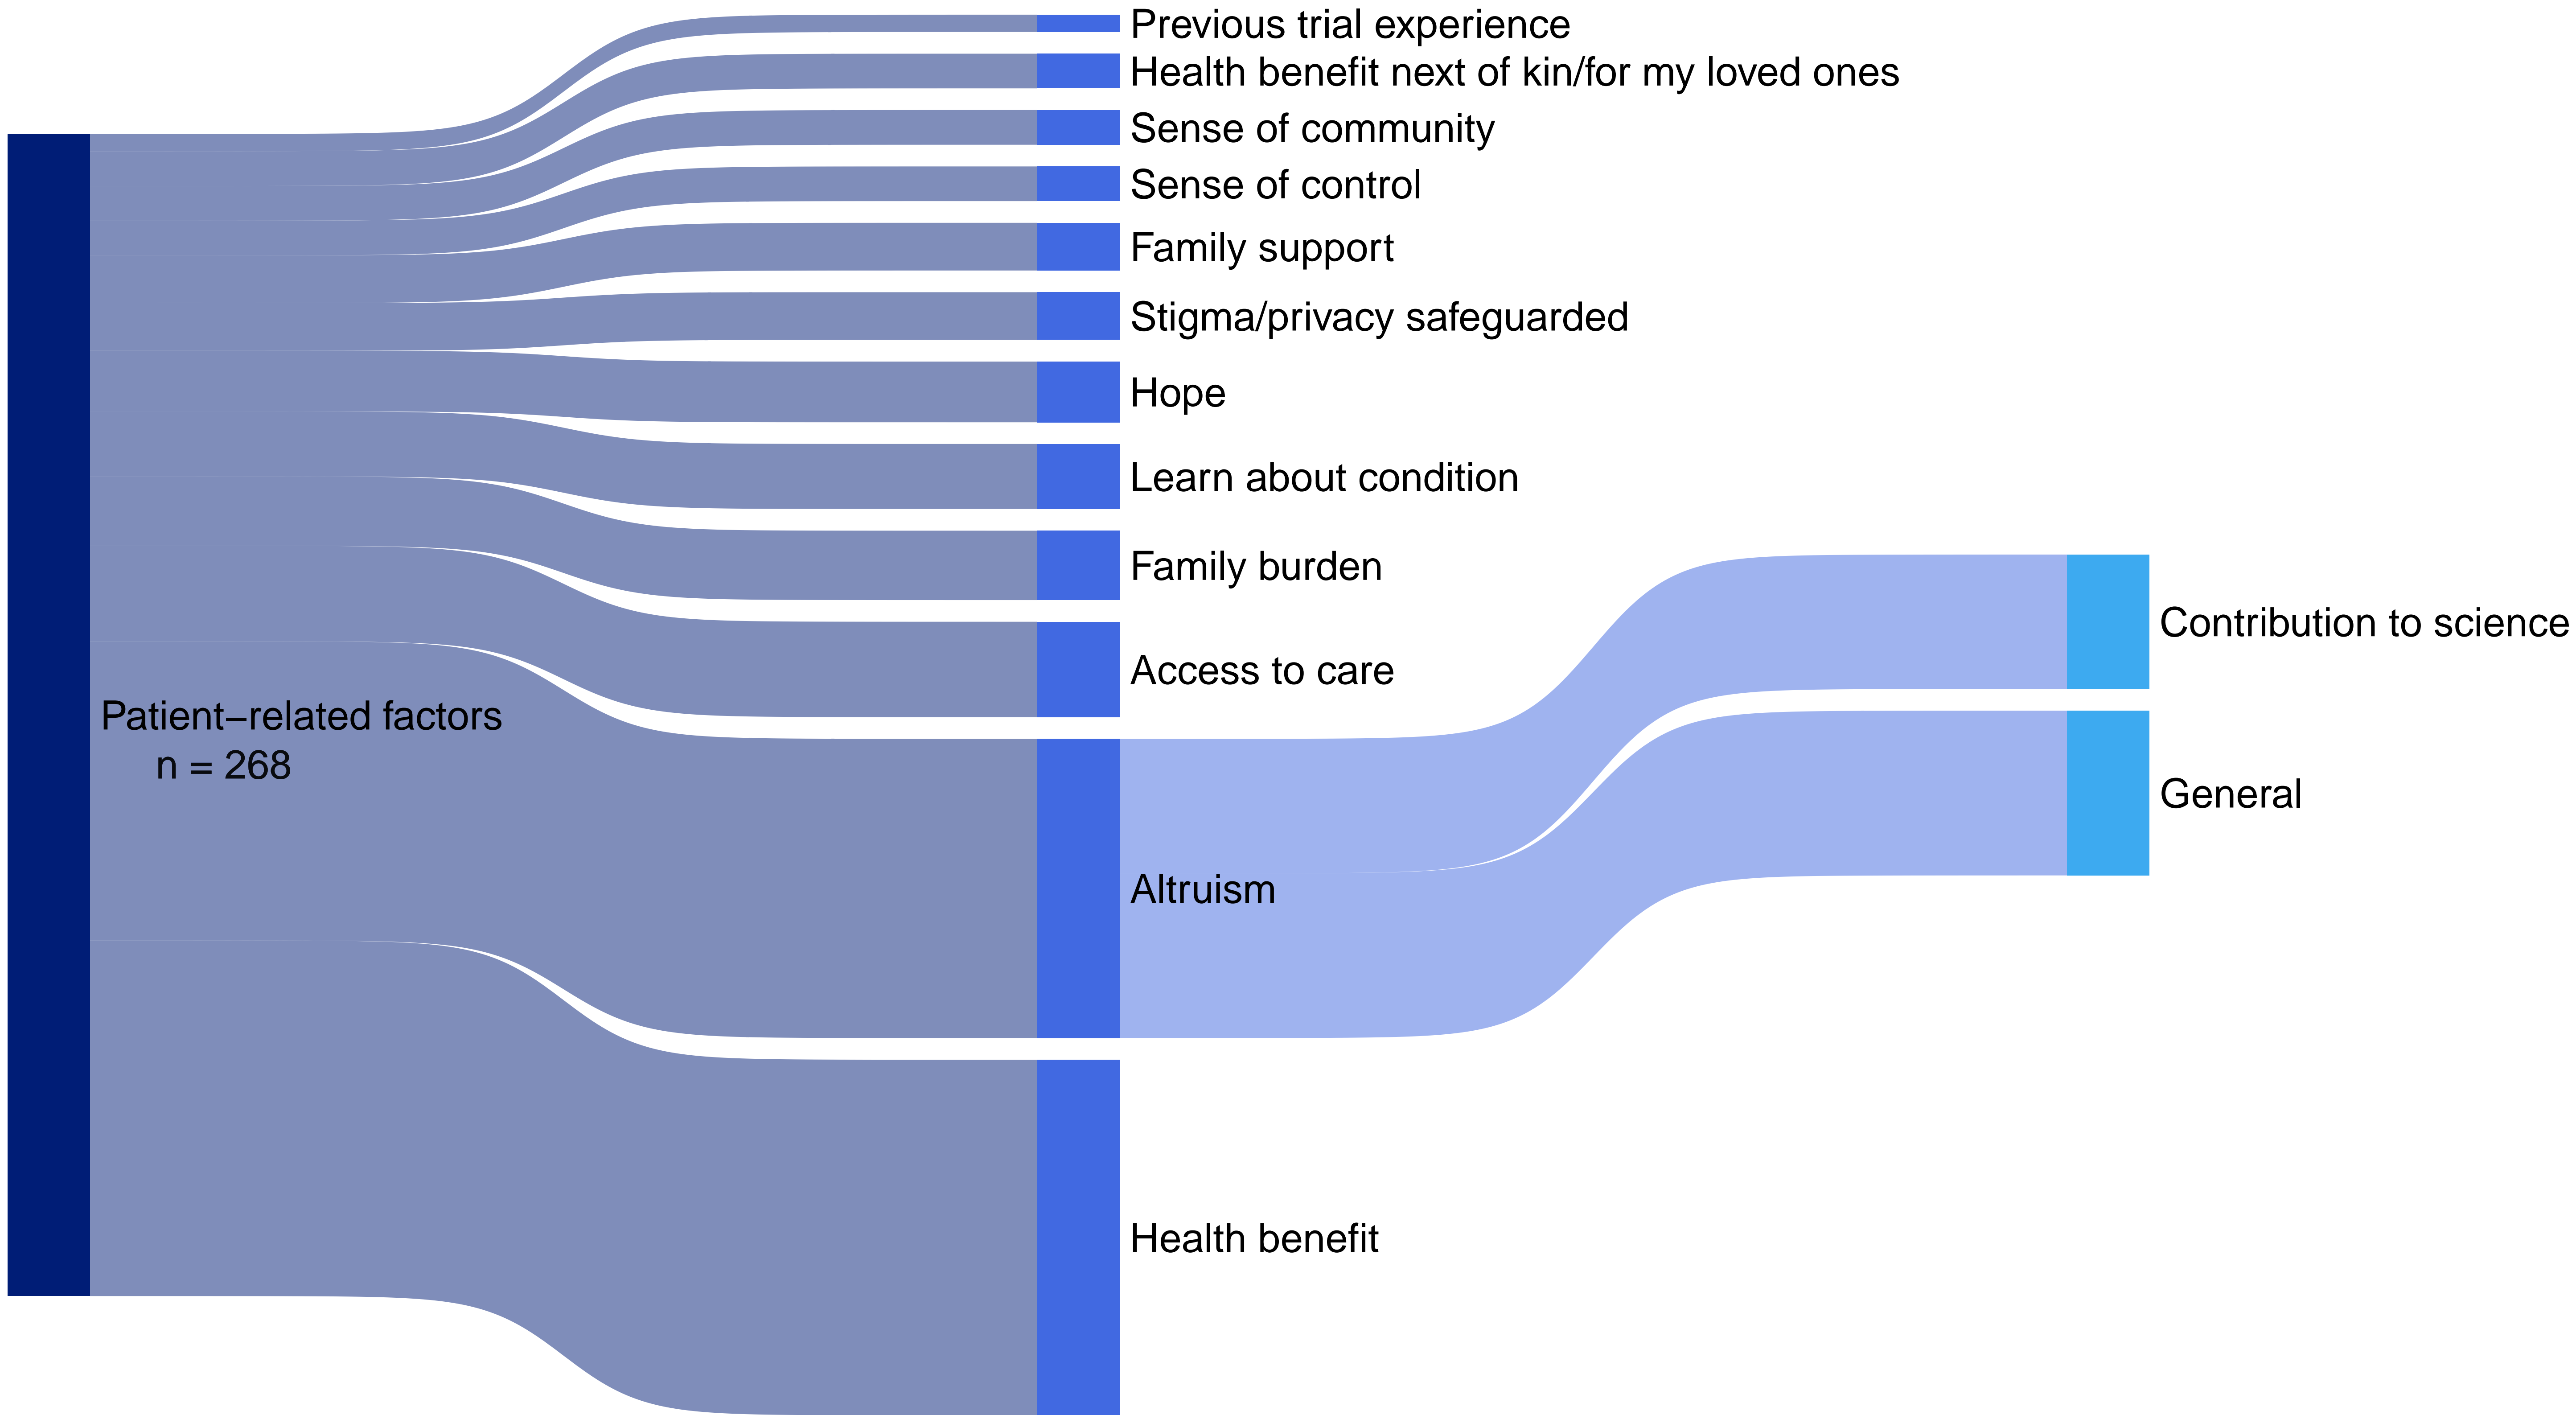 Previous trial experience
Health benefit next of kin/for my loved ones
Sense of community
Sense of control
Family support
Stigma/privacy safeguarded
Hope
Learn about condition
Family burden
Contribution to science
Access to care
Patient−related factors
n = 268
General
Altruism
Health benefit